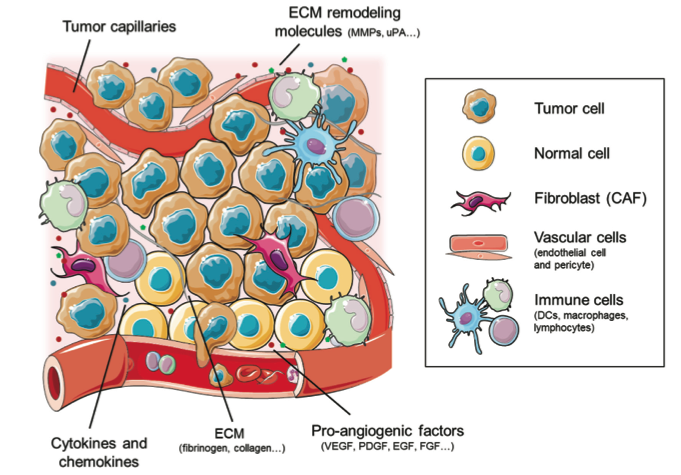 ECM remodeling
molecules (MMPs, uPA...)
Tumor capillaries
Tumor cell
Normal cell
Fibroblast (CAF)
Vascular cells
(endothelial cell
and pericyte)
Immune cells
(DCs, macrophages,
lymphocytes)
Cytokines and
chemokines
ECM
(fibrinogen, collagen...)
Pro-angiogenic factors
(VEGF, PDGF, EGF, FGF...)